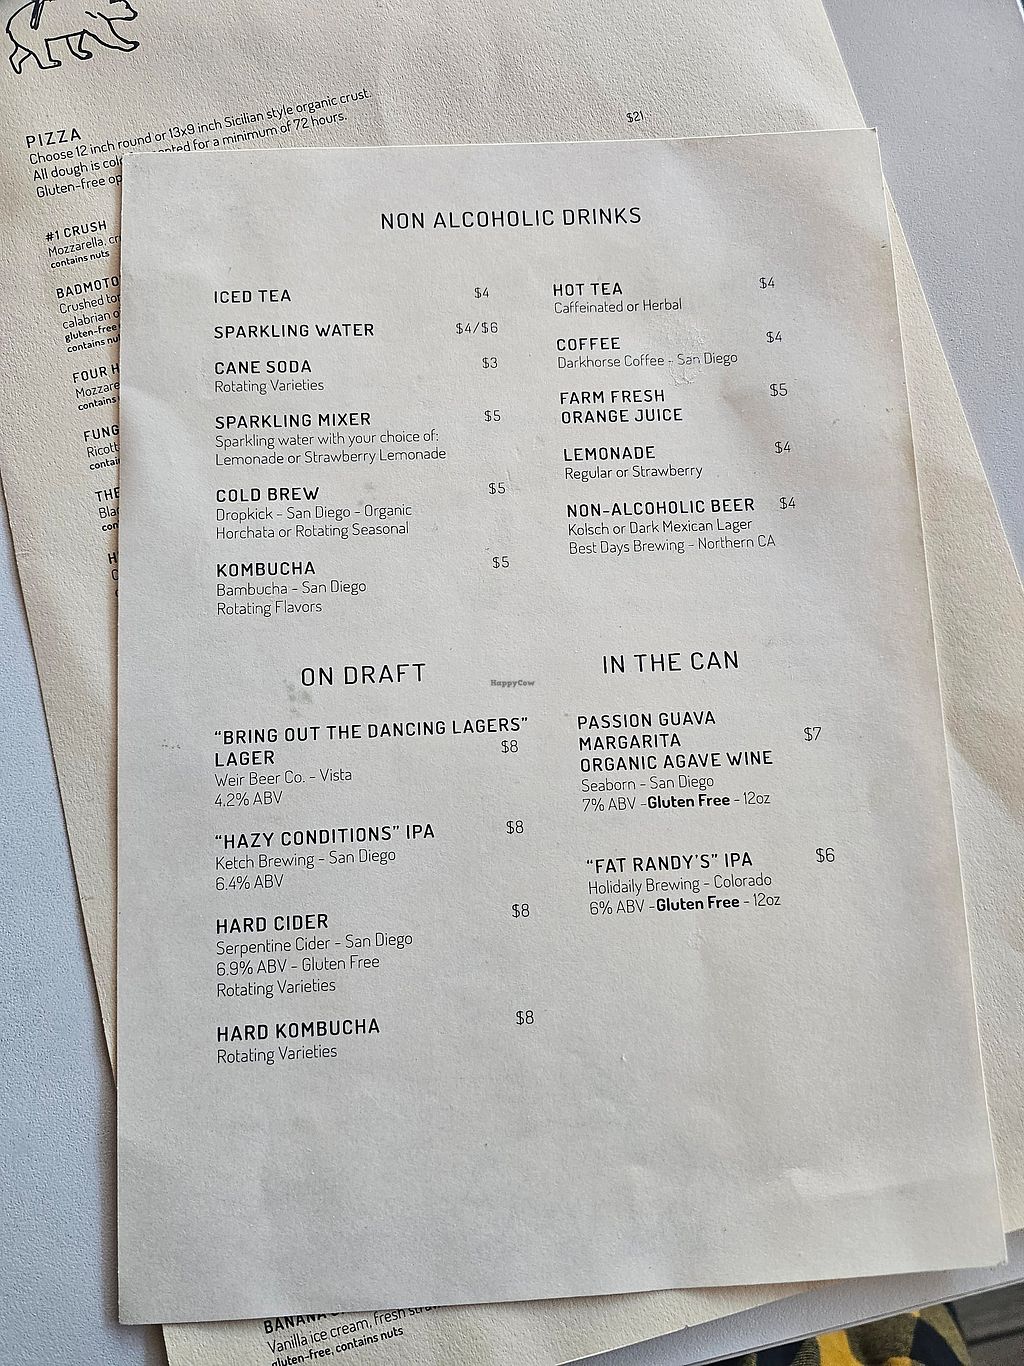 PIZZA
Choose 12 inch round or 13x9 inch Sicilian style organic crust.
All dough is
for a minimum of 72 hours.
Gluten-free
$21
#1 CRUSH
Mozzarella,
contains nuts
Crushed
calabrian
gluten-free
contains
FOUR
contains
THE
NON ALCOHOLIC DRINKS
ICED TEA $4
SPARKLING WATER $4/$6
CANE SODA $3
Rotating Varieties
SPARKLING MIXER $5
Sparkling water with your choice of:
Lemonade or Strawberry Lemonade
COLD BREW $5
Dropkick - San Diego - Organic
Horchata or Rotating Seasonal
KOMBUCHA $5
Bambucha - San Diego
Rotating Flavors
HOT TEA $4
Caffeinated or Herbal
COFFEE $4
Darkhorse Coffee - San Diego
FARM FRESH $5
ORANGE JUICE
LEMONADE $4
Regular or Strawberry
NON-ALCOHOLIC BEER $4
Kolsch or Dark Mexican Lager
Best Days Brewing - Northern CA
ON DRAFT
"BRING OUT THE DANCING LAGERS"
LAGER $8
Weir Beer Co. - Vista
4.2% ABV
"HAZY CONDITIONS" IPA $8
Ketch Brewing - San Diego
6.4% ABV
HARD CIDER $8
Serpentine Cider - San Diego
6.9% ABV - Gluten Free
Rotating Varieties
HARD KOMBUCHA $8
Rotating Varieties
IN THE CAN
PASSION GUAVA
MARGARITA $7
ORGANIC AGAVE WINE
Seaborn - San Diego
7% ABV -Gluten Free - 12oz
"FAT RANDY'S" IPA $6
Holidaily Brewing - Colorado
6% ABV -Gluten Free - 12oz
HappyCow
BANANA
Vanilla ice cream, fresh
gluten-free, contains nuts